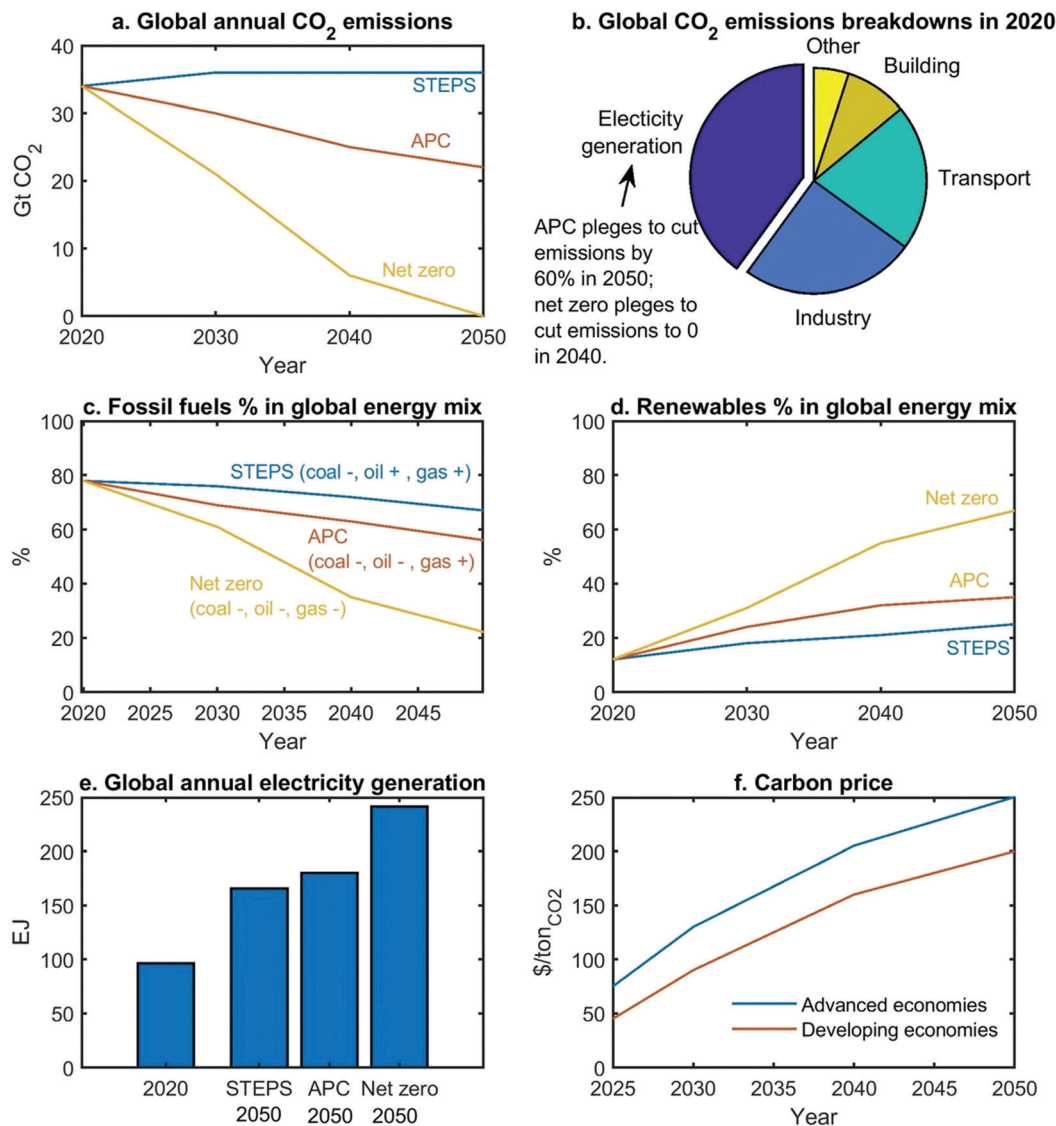 a. Global annual CO2 emissions
40
30
20
10
0
Gt CO2
STEPS
APC
Net zero
2020
2030
2040
2050
Year
b. Global CO2 emissions breakdowns in 2020
Other
Building
Electicity
generation
Transport
APC pleges to cut
emissions by
60% in 2050;
net zero pleges to
cut emissions to 0
in 2040.
Industry
c. Fossil fuels % in global energy mix
100
80
60
40
20
0
%
STEPS (coal -, oil + , gas +)
APC
(coal -, oil - , gas +)
Net zero
(coal -, oil -, gas -)
2020
2025
2030
2035
2040
2045
Year
d. Renewables % in global energy mix
100
80
60
40
20
0
%
Net zero
APC
STEPS
2020
2030
2040
2050
Year
e. Global annual electricity generation
250
200
150
100
50
0
EJ
2020
STEPS
2050
APC
2050
Net zero
2050
f. Carbon price
250
200
150
100
50
0
$/tonCO2
Advanced economies
Developing economies
2025
2030
2035
2040
2045
2050
Year